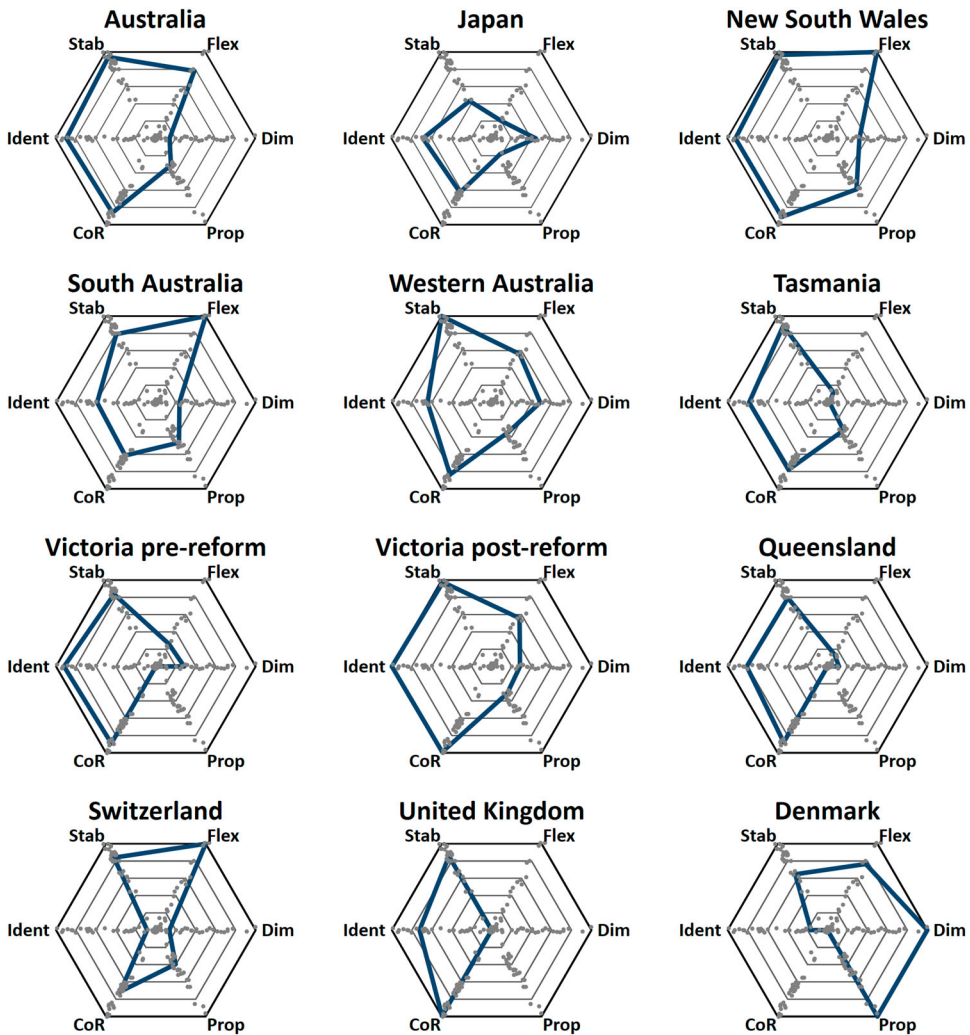 Australia
Japan
New South Wales
Stab Flex
Stab Flex
Stab Flex
Ident Dim
Ident Dim
Ident Dim
CoR Prop
CoR Prop
CoR Prop
South Australia
Western Australia
Tasmania
Stab Flex
Stab Flex
Stab Flex
Ident Dim
Ident Dim
Ident Dim
CoR Prop
CoR Prop
CoR Prop
Victoria pre-reform
Victoria post-reform
Queensland
Stab Flex
Stab Flex
Stab Flex
Ident Dim
Ident Dim
Ident Dim
CoR Prop
CoR Prop
CoR Prop
Switzerland
United Kingdom
Denmark
Stab Flex
Stab Flex
Stab Flex
Ident Dim
Ident Dim
Ident Dim
CoR Prop
CoR Prop
CoR Prop